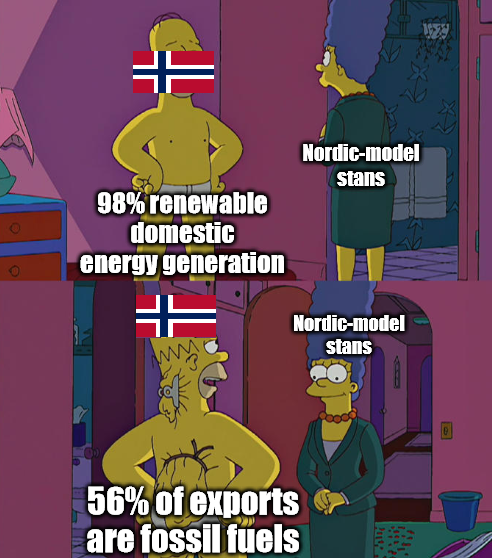 Nordic-model
stans
98% renewable
domestic
energy generation
Nordic-model
stans
56% of exports
are fossil fuels